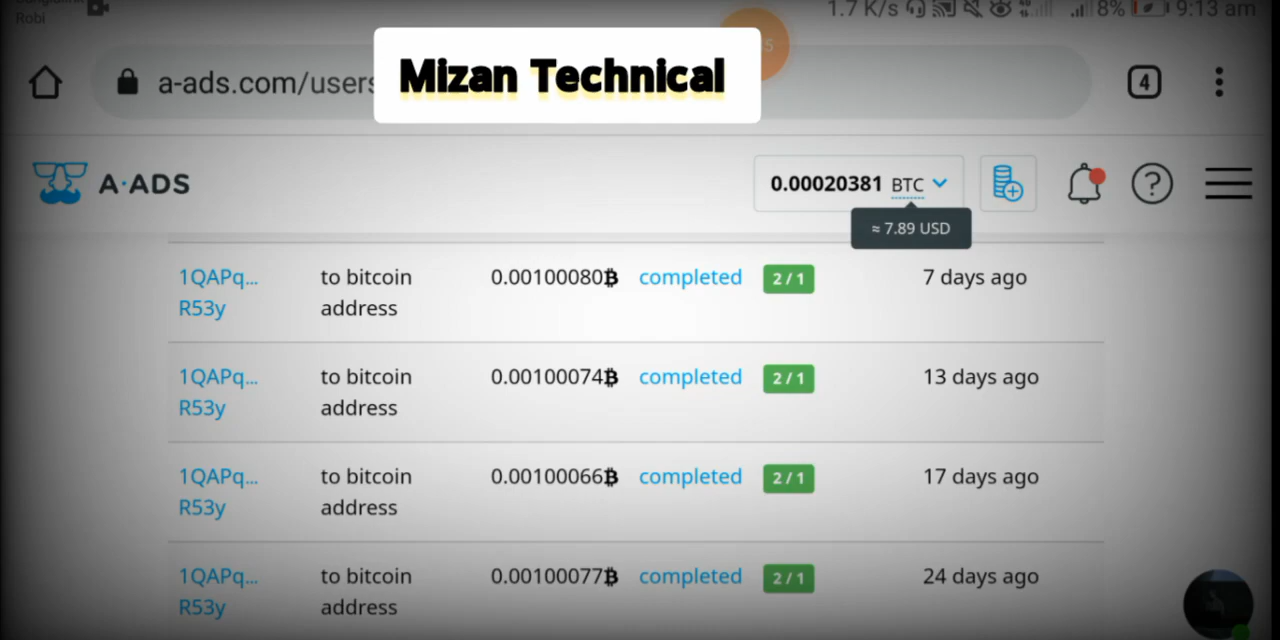 Robi
1.7 K/s
8%
9:13 am
a-ads.com/users
Mizan Technical
5
4
A·ADS
0.00020381 BTC
≈ 7.89 USD
?
1QAPq... to bitcoin 0.00100080₿ completed 2 / 1 7 days ago
R53y address
1QAPq... to bitcoin 0.00100074₿ completed 2 / 1 13 days ago
R53y address
1QAPq... to bitcoin 0.00100066₿ completed 2 / 1 17 days ago
R53y address
1QAPq... to bitcoin 0.00100077₿ completed 2 / 1 24 days ago
R53y address